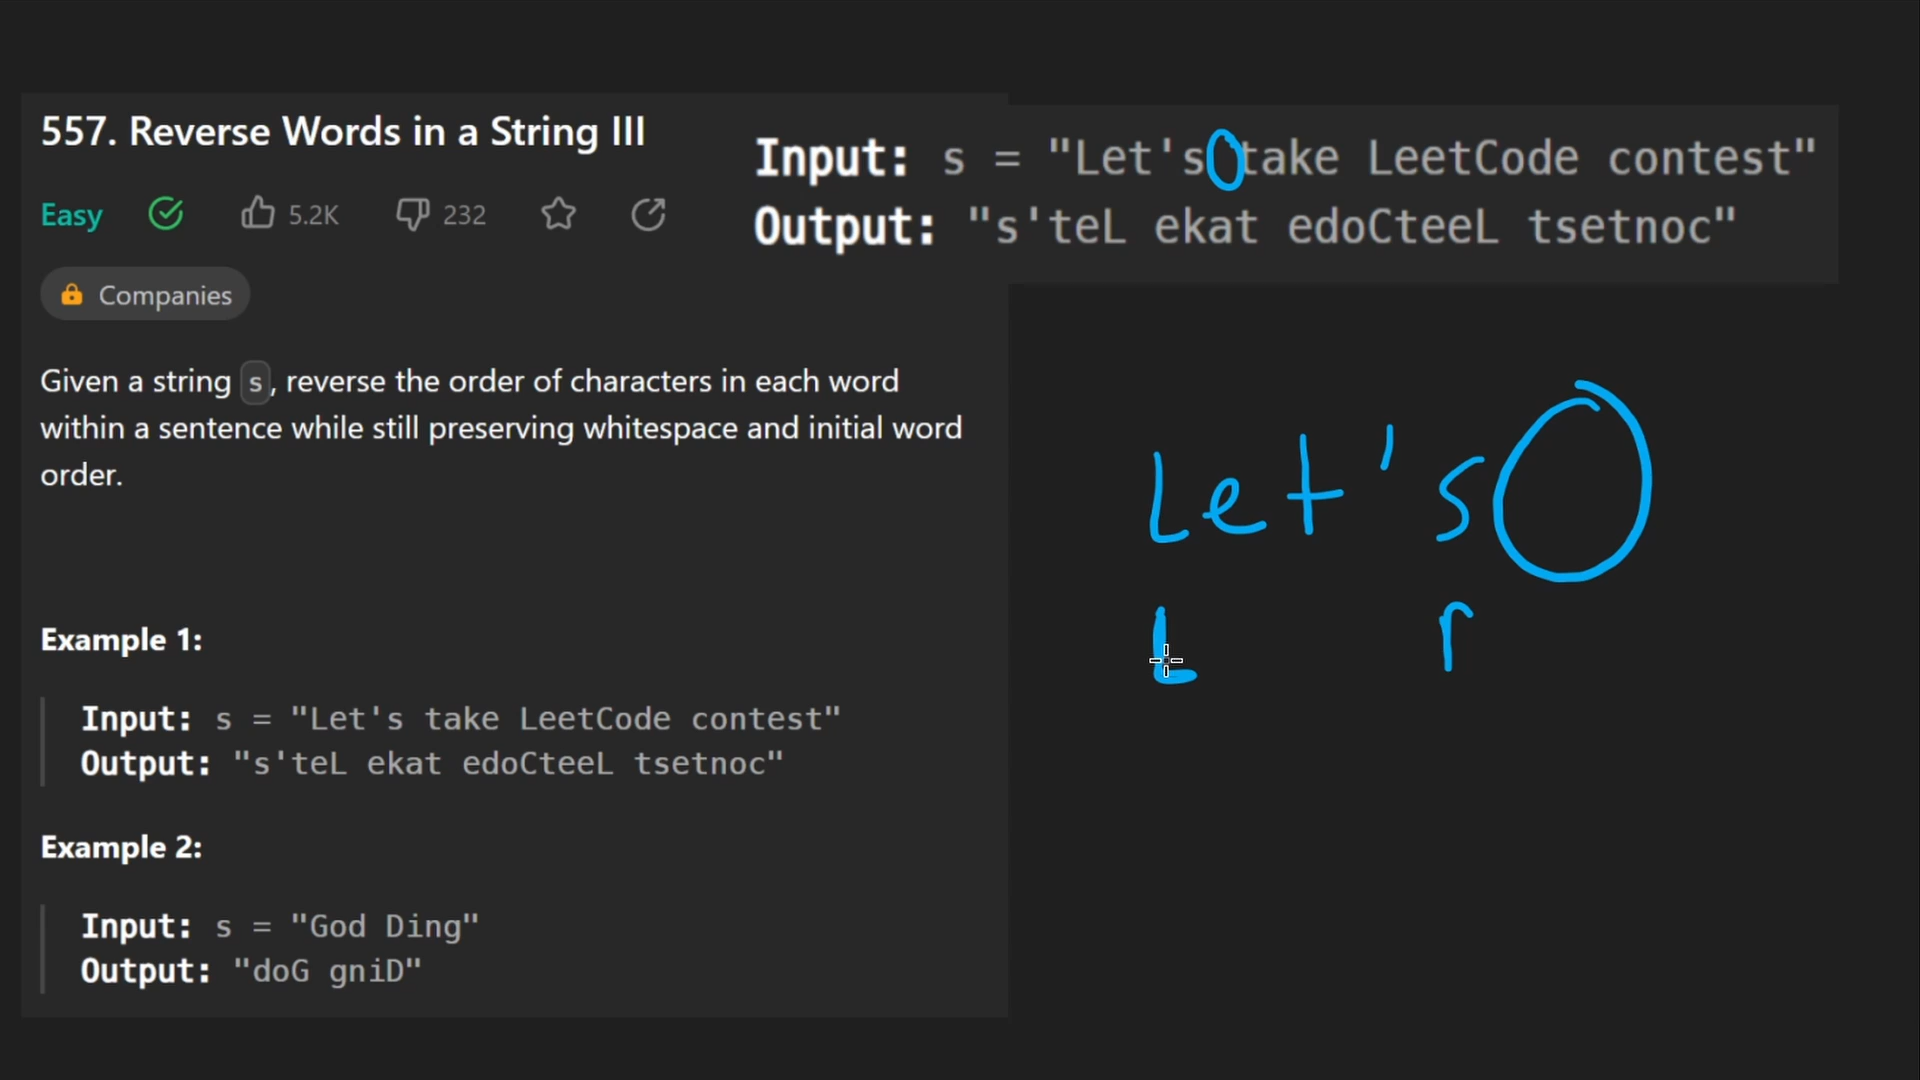 557. Reverse Words in a String III
Easy 5.2K 232
Companies
Given a string s, reverse the order of characters in each word
within a sentence while still preserving whitespace and initial word
order.
Example 1:
Input: s = "Let's take LeetCode contest"
Output: "s'teL ekat edoCteeL tsetnoc"
Example 2:
Input: s = "God Ding"
Output: "doG gniD"
Input: s = "Let's take LeetCode contest"
Output: "s'teL ekat edoCteeL tsetnoc"
Let's
L r